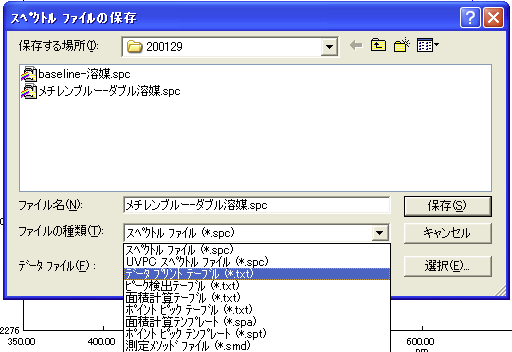 スペクトル ファイルの保存
保存する場所(I):
200129
baseline-溶媒.spc
メチレンブルーｰダブル溶媒.spc
ファイル名(N):
メチレンブルーｰダブル溶媒.spc
保存(S)
ファイルの種類(T):
スペクトル ファイル (*.spc)
キャンセル
スペクトル ファイル (*.spc)
UVPC スペクトル ファイル (*.spc)
データ プリント テーブル (*.txt)
ピーク検出テーブル (*.txt)
面積計算テーブル (*.txt)
ポイント ピック テーブル (*.txt)
面積計算テンプレート (*.spa)
ポイント ピック テンプレート (*.spt)
測定メソッドファイル (*.smd)
データ ファイル(F) :
選択(E)...
2276
350.00
400.00
600.00